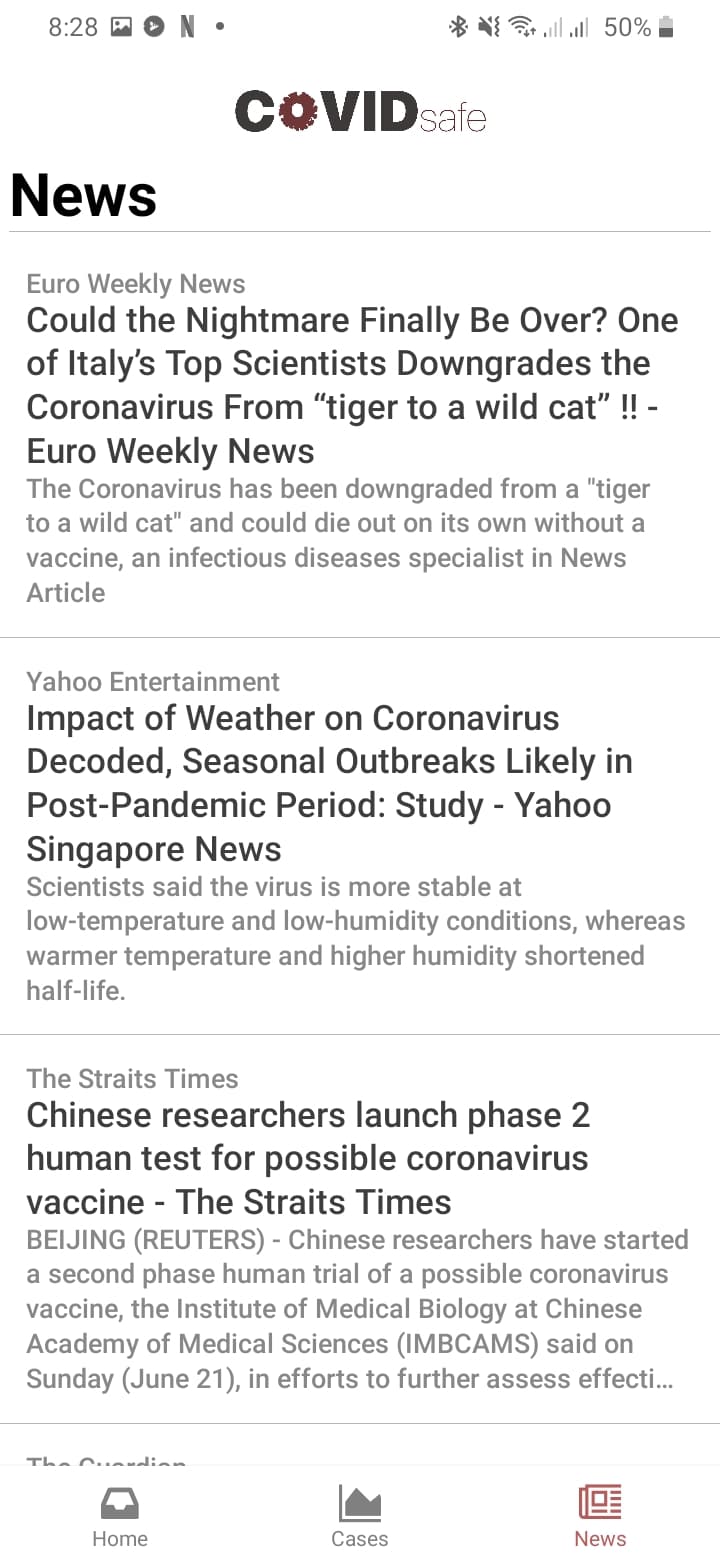 8:28
50%
COVIDsafe
News
Euro Weekly News
Could the Nightmare Finally Be Over? One
of Italy’s Top Scientists Downgrades the
Coronavirus From “tiger to a wild cat” !! -
Euro Weekly News
The Coronavirus has been downgraded from a "tiger
to a wild cat" and could die out on its own without a
vaccine, an infectious diseases specialist in News
Article
Yahoo Entertainment
Impact of Weather on Coronavirus
Decoded, Seasonal Outbreaks Likely in
Post-Pandemic Period: Study - Yahoo
Singapore News
Scientists said the virus is more stable at
low-temperature and low-humidity conditions, whereas
warmer temperature and higher humidity shortened
half-life.
The Straits Times
Chinese researchers launch phase 2
human test for possible coronavirus
vaccine - The Straits Times
BEIJING (REUTERS) - Chinese researchers have started
a second phase human trial of a possible coronavirus
vaccine, the Institute of Medical Biology at Chinese
Academy of Medical Sciences (IMBCAMS) said on
Sunday (June 21), in efforts to further assess effecti...
The Guardian
Home
Cases
News